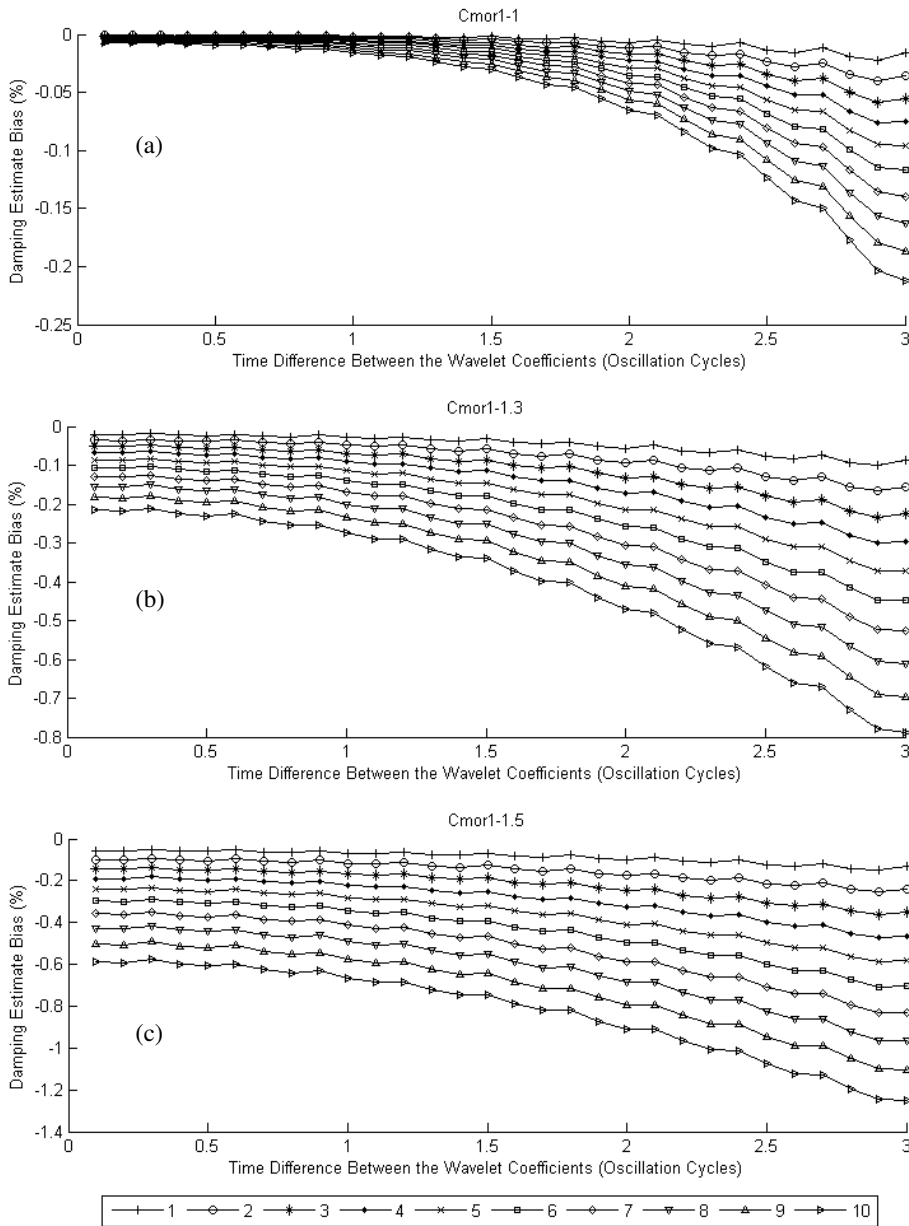 Cmor1-1
0
-0.05
-0.1
-0.15
-0.2
-0.25
Damping Estimate Bias (%)
(a)
0 0.5 1 1.5 2 2.5 3
Time Difference Between the Wavelet Coefficients (Oscillation Cycles)
Cmor1-1.3
0
-0.1
-0.2
-0.3
-0.4
-0.5
-0.6
-0.7
-0.8
Damping Estimate Bias (%)
(b)
0 0.5 1 1.5 2 2.5 3
Time Difference Between the Wavelet Coefficients (Oscillation Cycles)
Cmor1-1.5
0
-0.2
-0.4
-0.6
-0.8
-1
-1.2
-1.4
Damping Estimate Bias (%)
(c)
0 0.5 1 1.5 2 2.5 3
Time Difference Between the Wavelet Coefficients (Oscillation Cycles)
1 2 3 4 5 6 7 8 9 10